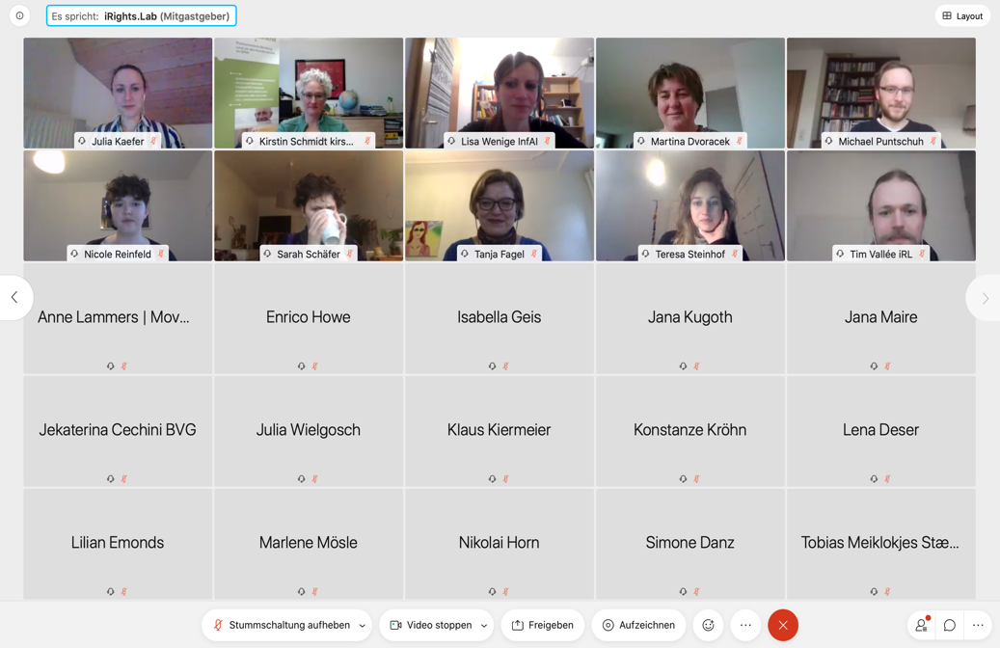 Es spricht: iRights.Lab (Mitgastgeber)
Layout
Julia Kaefer
Kirstin Schmidt kirs...
Lisa Wenige InfAI
Martina Dvoracek
Michael Puntschuh
Nicole Reinfeld
Sarah Schäfer
Tanja Fagel
Teresa Steinhof
Tim Vallée iRL
Anne Lammers | Mov...
Enrico Howe
Isabella Geis
Jana Kugoth
Jana Maire
Jekaterina Cechini BVG
Julia Wielgosch
Klaus Kiermeier
Konstanze Kröhn
Lena Deser
Lilian Emonds
Marlene Mösle
Nikolai Horn
Simone Danz
Tobias Meiklokjes Stæ...
Stummschaltung aufheben
Video stoppen
Freigeben
Aufzeichnen